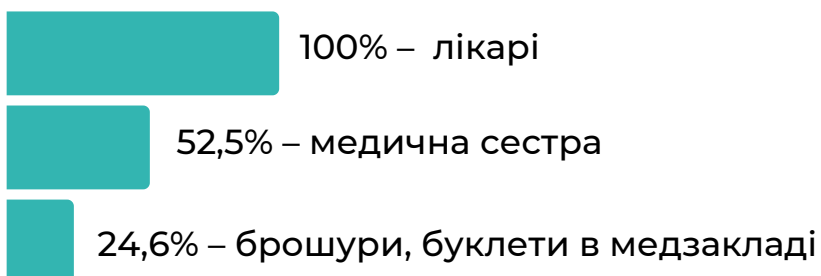 100% – лікарі
52,5% – медична сестра
24,6% – брошури, буклети в медзакладі